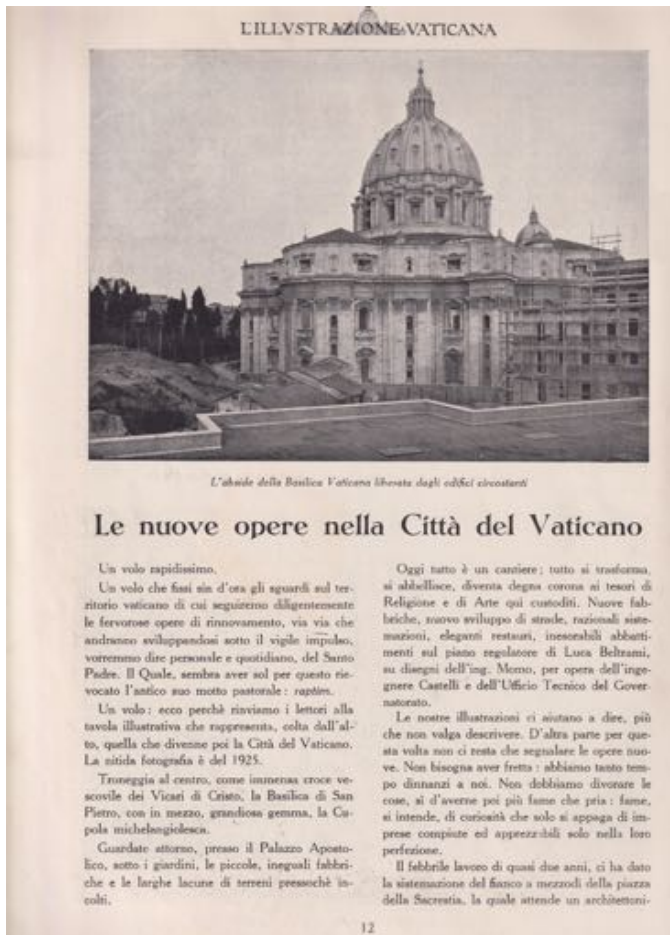 L'ILLVSTRAZIONE VATICANA
L'abside della Basilica Vaticana liberata dagli edifici circostanti
Le nuove opere nella Città del Vaticano
Un volo rapidissimo.
Un volo che fissi sin d'ora gli sguardi sul ter-
ritorio vaticano di cui seguiremo diligentemente
le fervorose opere di rinnovamento, via via che
andranno sviluppandosi sotto il vigile impulso,
vorremmo dire personale e quotidiano, del Santo
Padre. Il Quale, sembra aver sol per questo rie-
vocato l'antico suo motto pastorale : raptim.
Un volo : ecco perchè rinviamo i lettori alla
tavola illustrativa che rappresenta, colta dall'al-
to, quella che divenne poi la Città del Vaticano.
La nitida fotografia è del 1925.
Troneggia al centro, come immensa croce ve-
scovile dei Vicari di Cristo, la Basilica di San
Pietro, con in mezzo, grandiosa gemma, la Cu-
pola michelangiolesca.
Guardate attorno, presso il Palazzo Aposto-
lico, sotto i giardini, le piccole, ineguali fabbri-
che e le larghe lacune di terreni pressochè in-
colti.
Oggi tutto è un cantiere ; tutto si trasforma,
si abbellisce, diventa degna corona ai tesori di
Religione e di Arte qui custoditi. Nuove fab-
briche, nuovo sviluppo di strade, razionali siste-
mazioni, eleganti restauri, inesorabili abbatti-
menti sul piano regolatore di Luca Beltrami,
su disegni dell'ing. Momo, per opera dell'inge-
gnere Castelli e dell'Ufficio Tecnico del Gover-
natorato.
Le nostre illustrazioni ci aiutano a dire, più
che non valga descrivere. D'altra parte per que-
sta volta non ci resta che segnalare le opere nuo-
ve. Non bisogna aver fretta : abbiamo tanto tem-
po dinnanzi a noi. Non dobbiamo divorare le
cose, sì d'averne poi più fame che pria : fame,
si intende, di curiosità che solo si appaga di im-
prese compiute ed apprezzabili solo nella loro
perfezione.
Il febbrile lavoro di quasi due anni, ci ha dato
la sistemazione del fianco a mezzodì della piazza
della Sacrestia, la quale attende un architettoni-
12